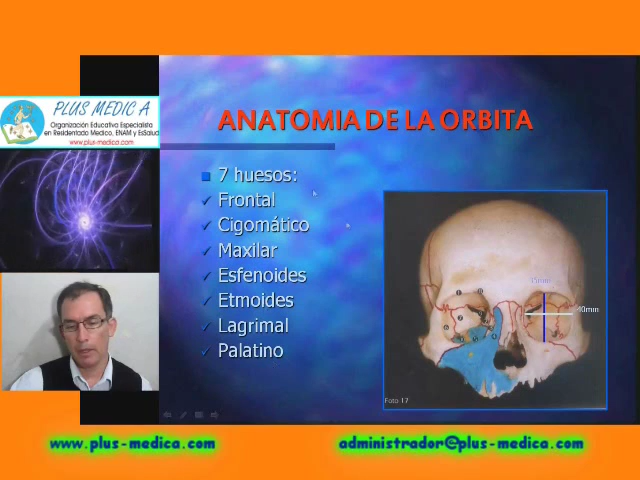 PLUS MEDIC A
Organización Educativa Especialista
en Residentado Medico, ENAM y EsSalud
www.plus-medica.com
ANATOMIA DE LA ORBITA
7 huesos:
Frontal
Cigomático
Maxilar
Esfenoides
Etmoides
Lagrimal
Palatino
40mm
Foto 17
www.plus-medica.com
administrador@plus-medica.com